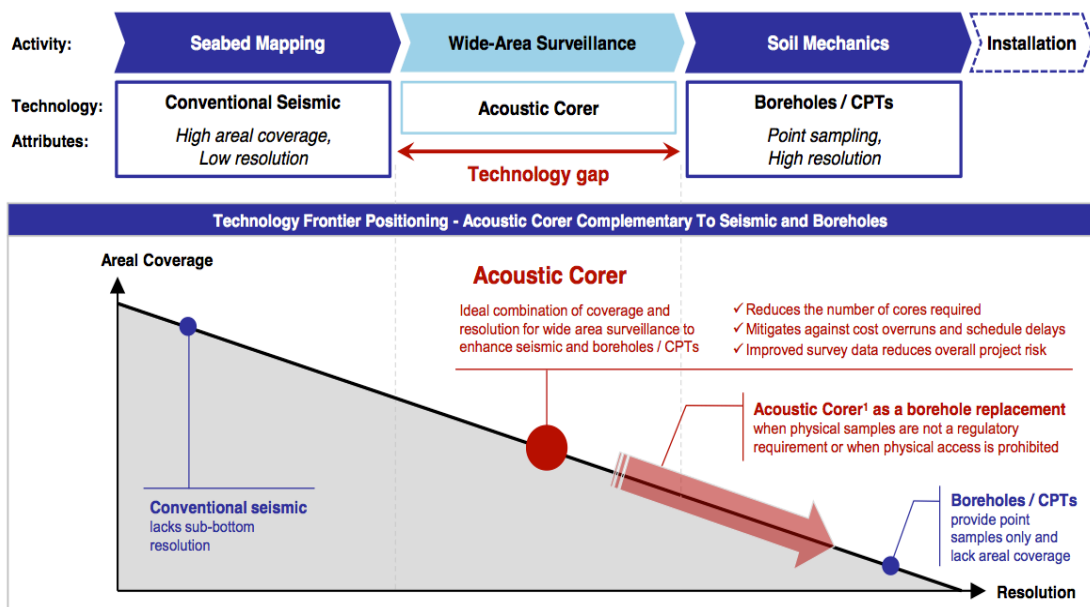 Activity:
Seabed Mapping
Wide-Area Surveillance
Soil Mechanics
Installation
Technology:
Attributes:
Conventional Seismic
High areal coverage,
Low resolution
Acoustic Corer
Technology gap
Boreholes / CPTs
Point sampling,
High resolution
Technology Frontier Positioning - Acoustic Corer Complementary To Seismic and Boreholes
Areal Coverage
Acoustic Corer
Ideal combination of coverage and
resolution for wide area surveillance to
enhance seismic and boreholes / CPTs
✓ Reduces the number of cores required
✓ Mitigates against cost overruns and schedule delays
✓ Improved survey data reduces overall project risk
Acoustic Corer¹ as a borehole replacement
when physical samples are not a regulatory
requirement or when physical access is prohibited
Conventional seismic
lacks sub-bottom
resolution
Boreholes / CPTs
provide point
samples only and
lack areal coverage
Resolution